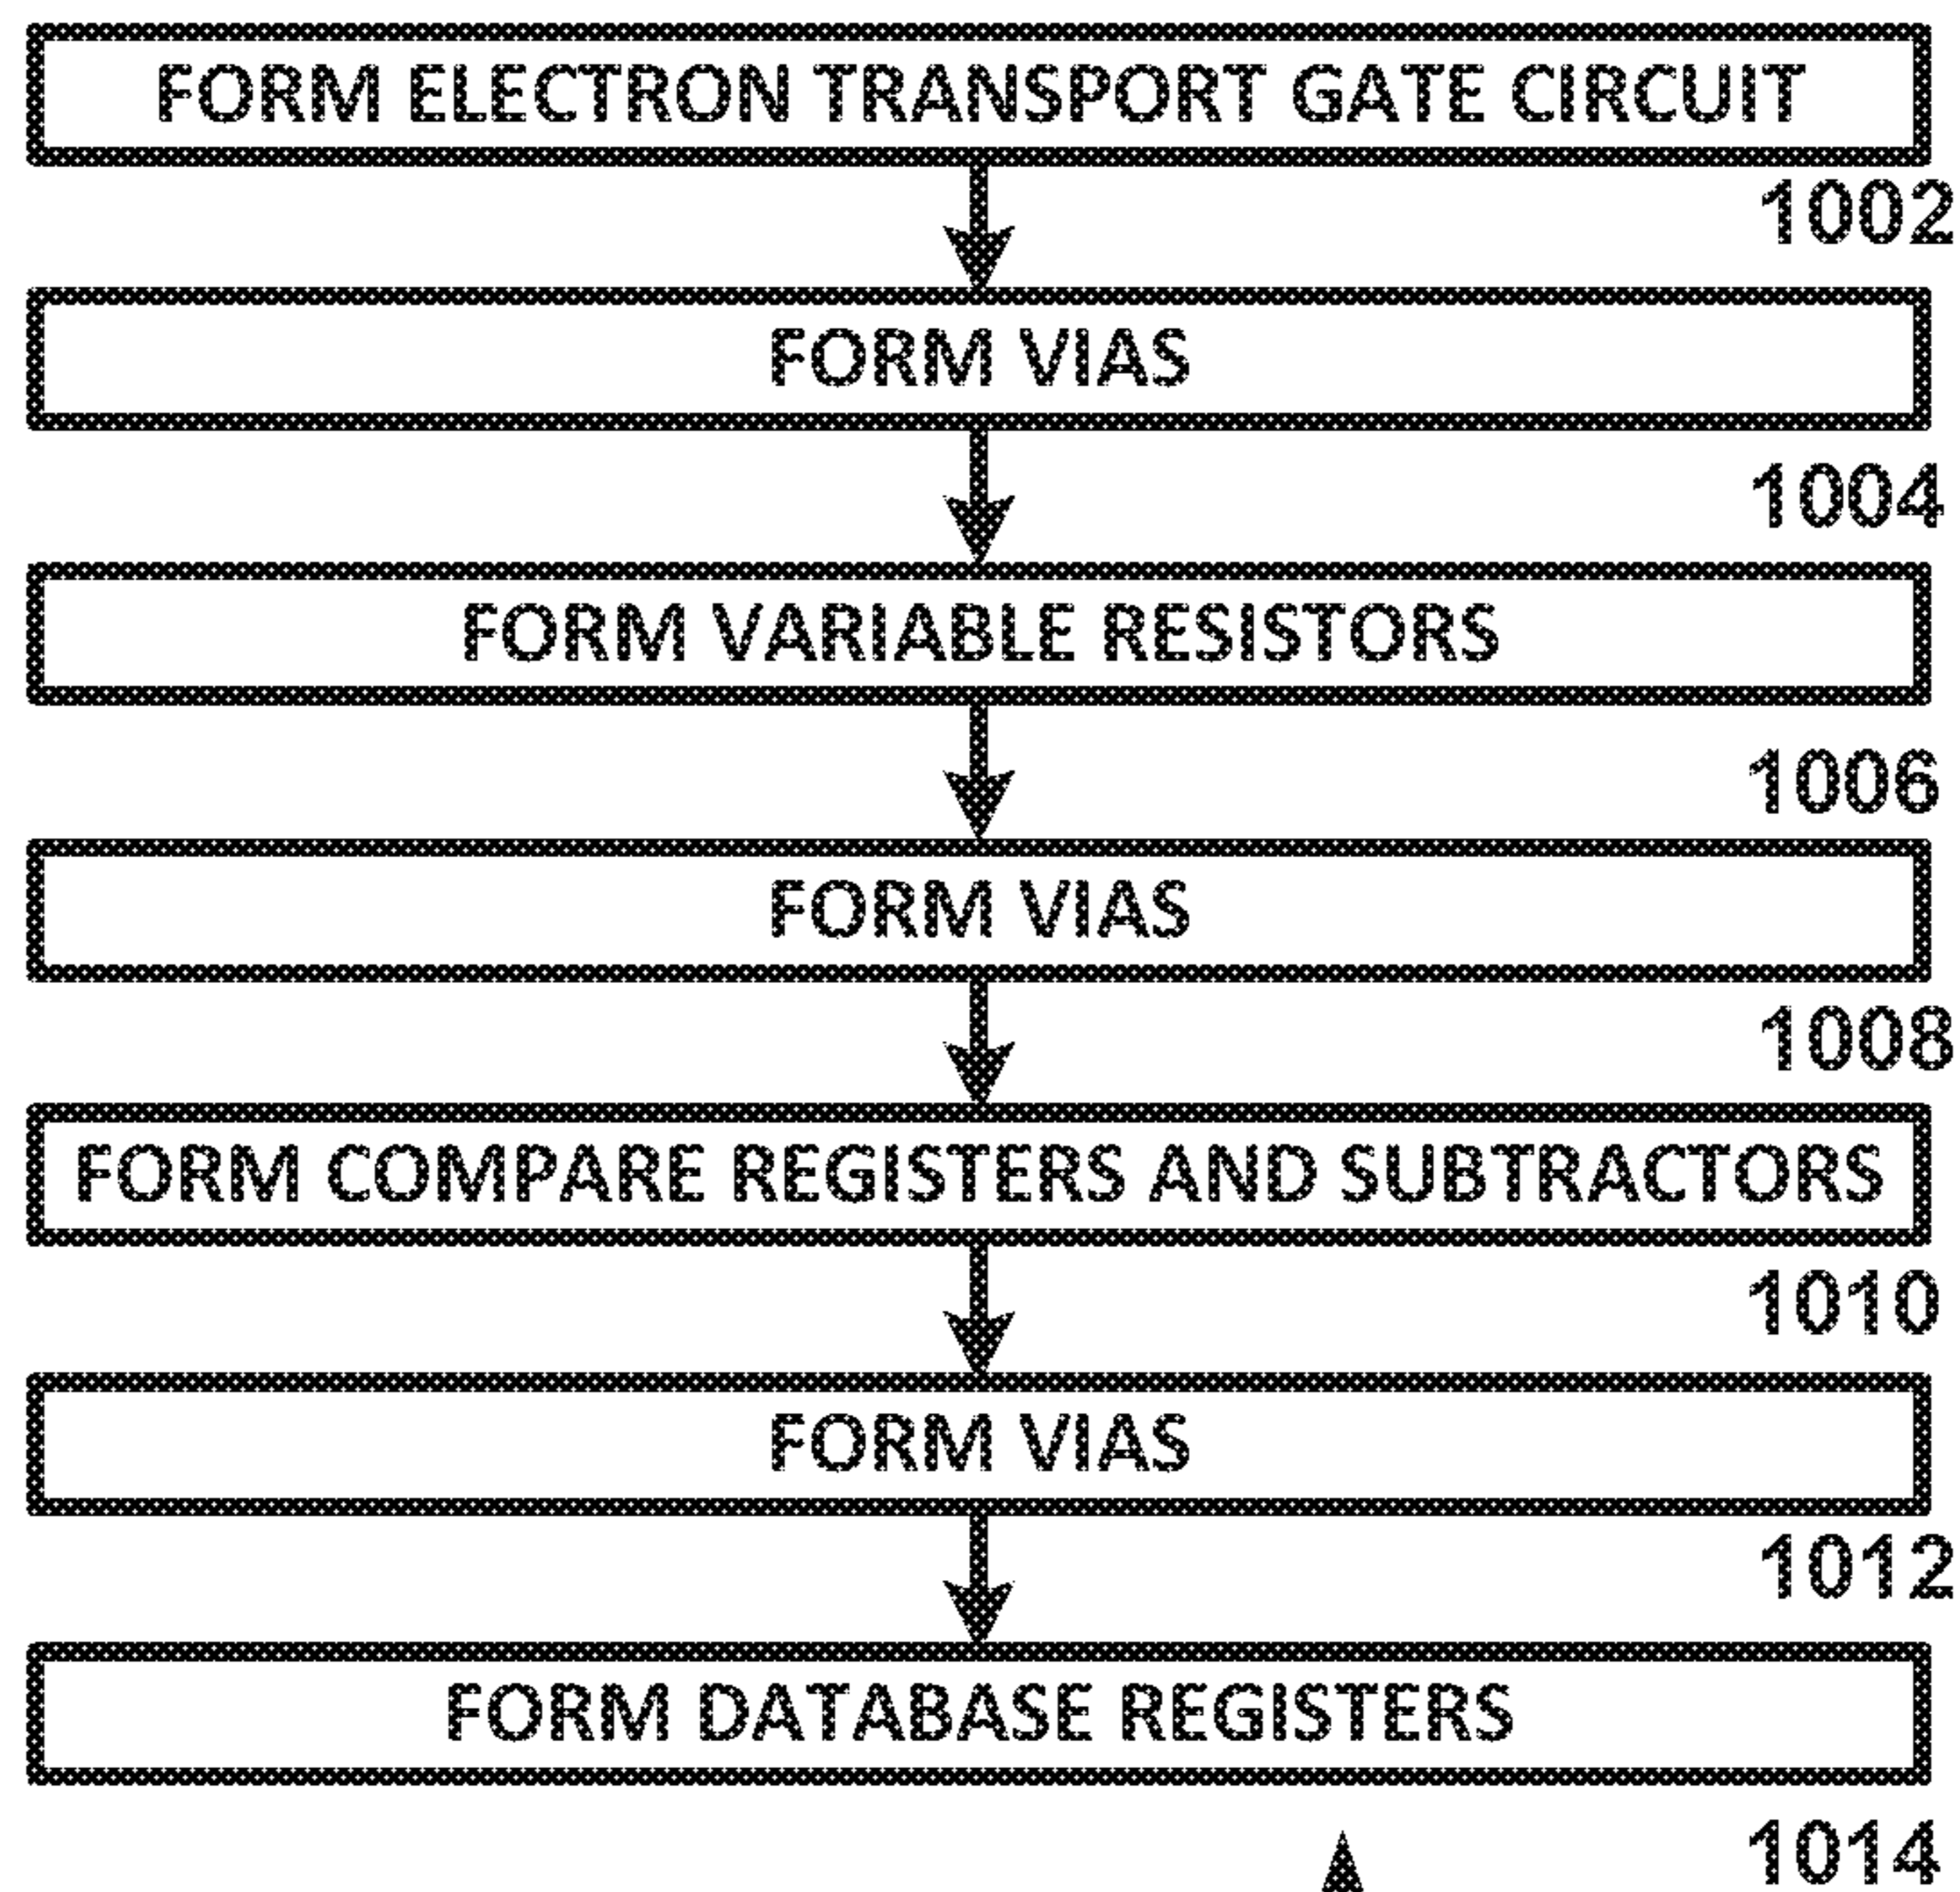 FORM ELECTRON TRANSPORT GATE CIRCUIT
1002
FORM VIAS
1004
FORM VARIABLE RESISTORS
1006
FORM VIAS
1008
FORM COMPARE REGISTERS AND SUBTRACTORS
1010
FORM VIAS
1012
FORM DATABASE REGISTERS
1014